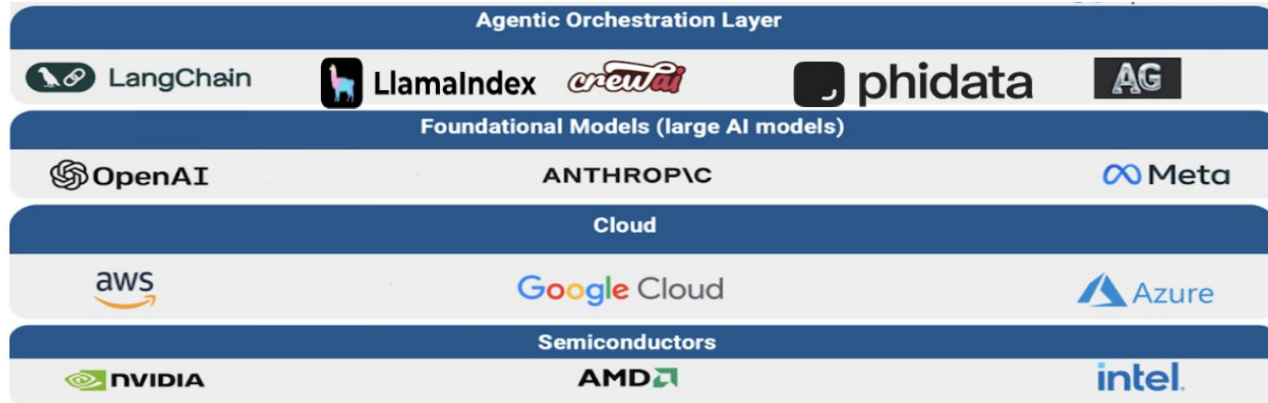 Agentic Orchestration Layer
LangChain LlamaIndex crewai phidata AG
Foundational Models (large AI models)
OpenAI ANTHROP\C Meta
Cloud
aws Google Cloud Azure
Semiconductors
NVIDIA AMD intel.